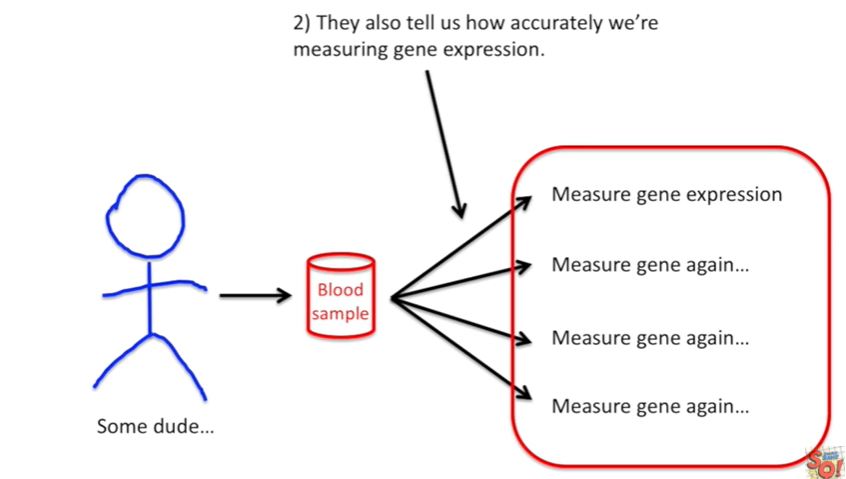 2) They also tell us how accurately we’re
measuring gene expression.
Measure gene expression
Measure gene again...
Blood
sample
Measure gene again...
Measure gene again...
Some dude...
SO!